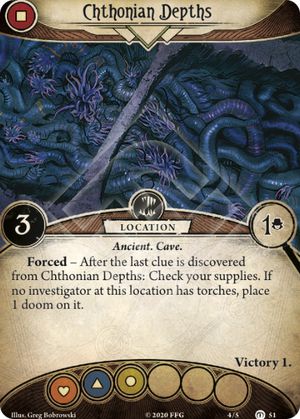 Chthonian Depths
3
LOCATION
1
Ancient. Cave.
Forced – After the last clue is discovered
from Chthonian Depths: Check your supplies. If
no investigator at this location has torches, place
1 doom on it.
Victory 1.
Illus. Greg Bobrowski
© 2020 FFG
4/5
51